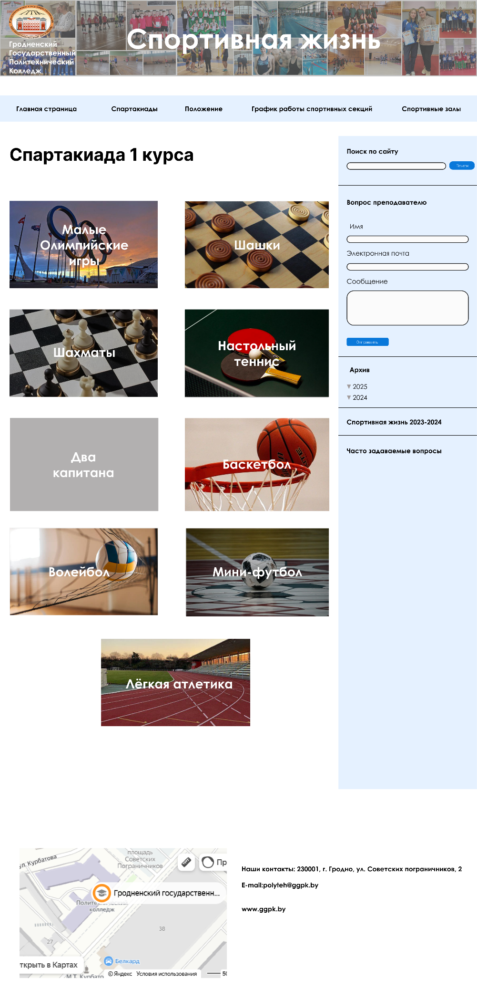 Гродненский
Государственный
Политехнический
Колледж
Спортивная жизнь
Главная страница
Спартакиады
Положение
График работы спортивных секций
Спортивные залы
Спартакиада 1 курса
Малые
Олимпийские
игры
Шашки
Шахматы
Настольный
теннис
Два
капитана
Баскетбол
Волейбол
Мини-футбол
Лёгкая атлетика
Поиск по сайту
Поиск
Вопрос преподавателю
Имя
Электронная почта
Сообщение
Отправить
Архив
2025
2024
Спортивная жизнь 2023-2024
Часто задаваемые вопросы
ул. Курбатова
площадь
Советских
Пограничников
Пр
Гродненский государственн...
Политехнический
колледж
38
27
Белкард
ткрыть в Картах
© Яндекс Условия использования
50
М.Т. Курбато
Наши контакты: 230001, г. Гродно, ул. Советских пограничников, 2
E-mail:polyteh@ggpk.by
www.ggpk.by